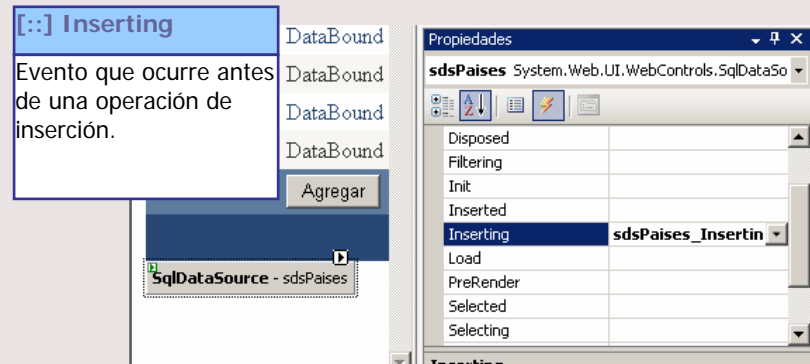 [::] Inserting
Evento que ocurre antes
de una operación de
inserción.
DataBound
DataBound
DataBound
DataBound
Agregar
SqlDataSource - sdsPaises
Propiedades
sdsPaises System.Web.UI.WebControls.SqlDataSo
Disposed
Filtering
Init
Inserted
Inserting sdsPaises_Insertin
Load
PreRender
Selected
Selecting
Inserting